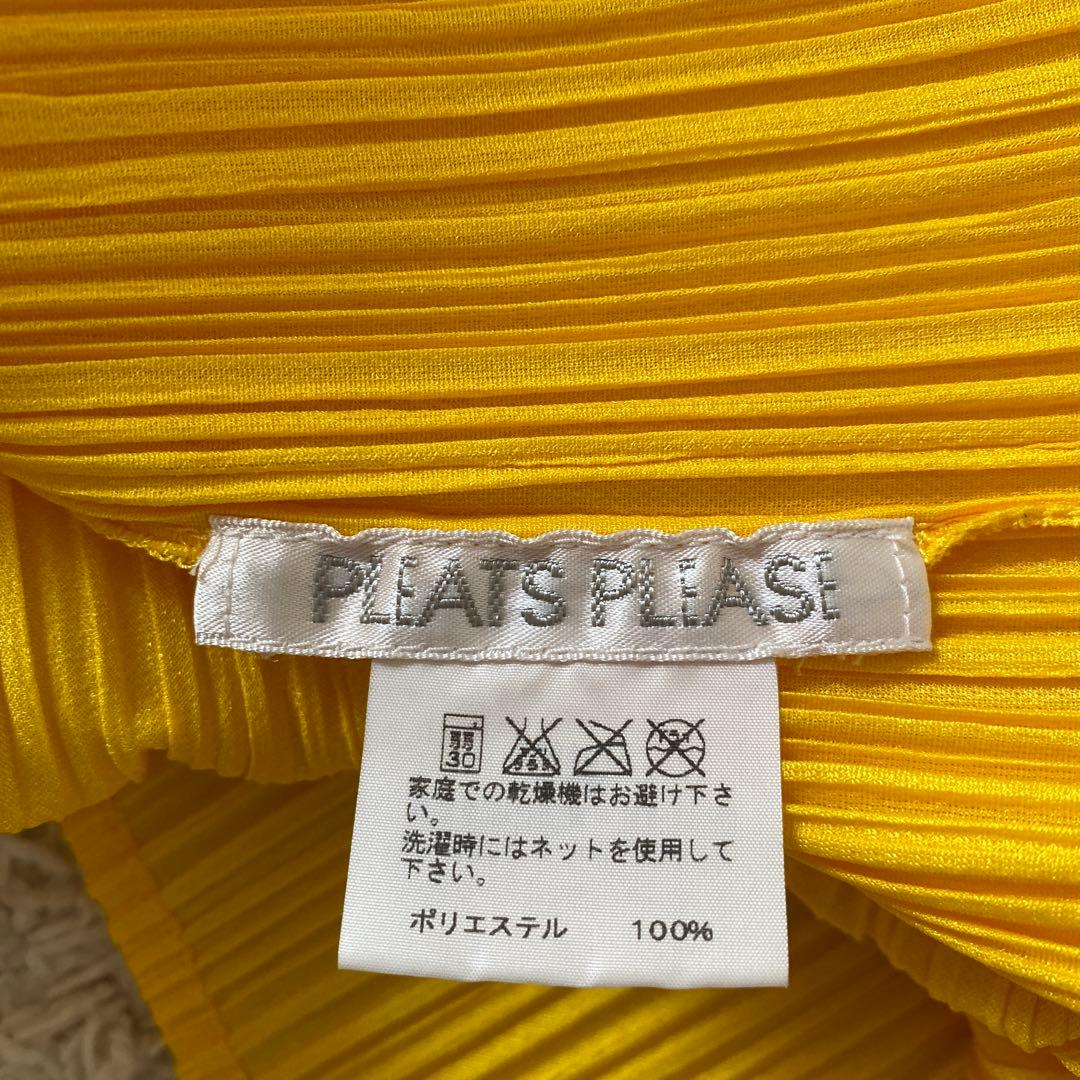 PLEATS PLEASE
弱
30
家庭での乾燥機はお避け下さ
い。
洗濯時にはネットを使用して
下さい。
ポリエステル 100%